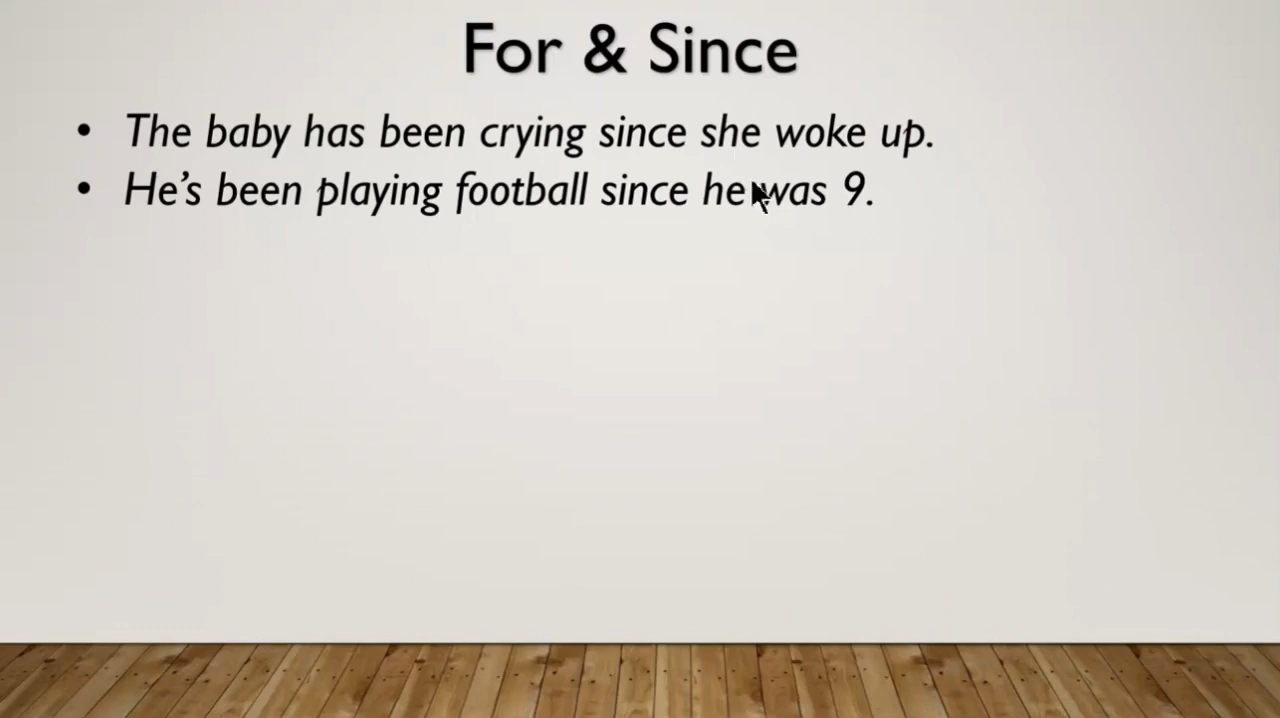 For & Since
• The baby has been crying since she woke up.
• He’s been playing football since he was 9.